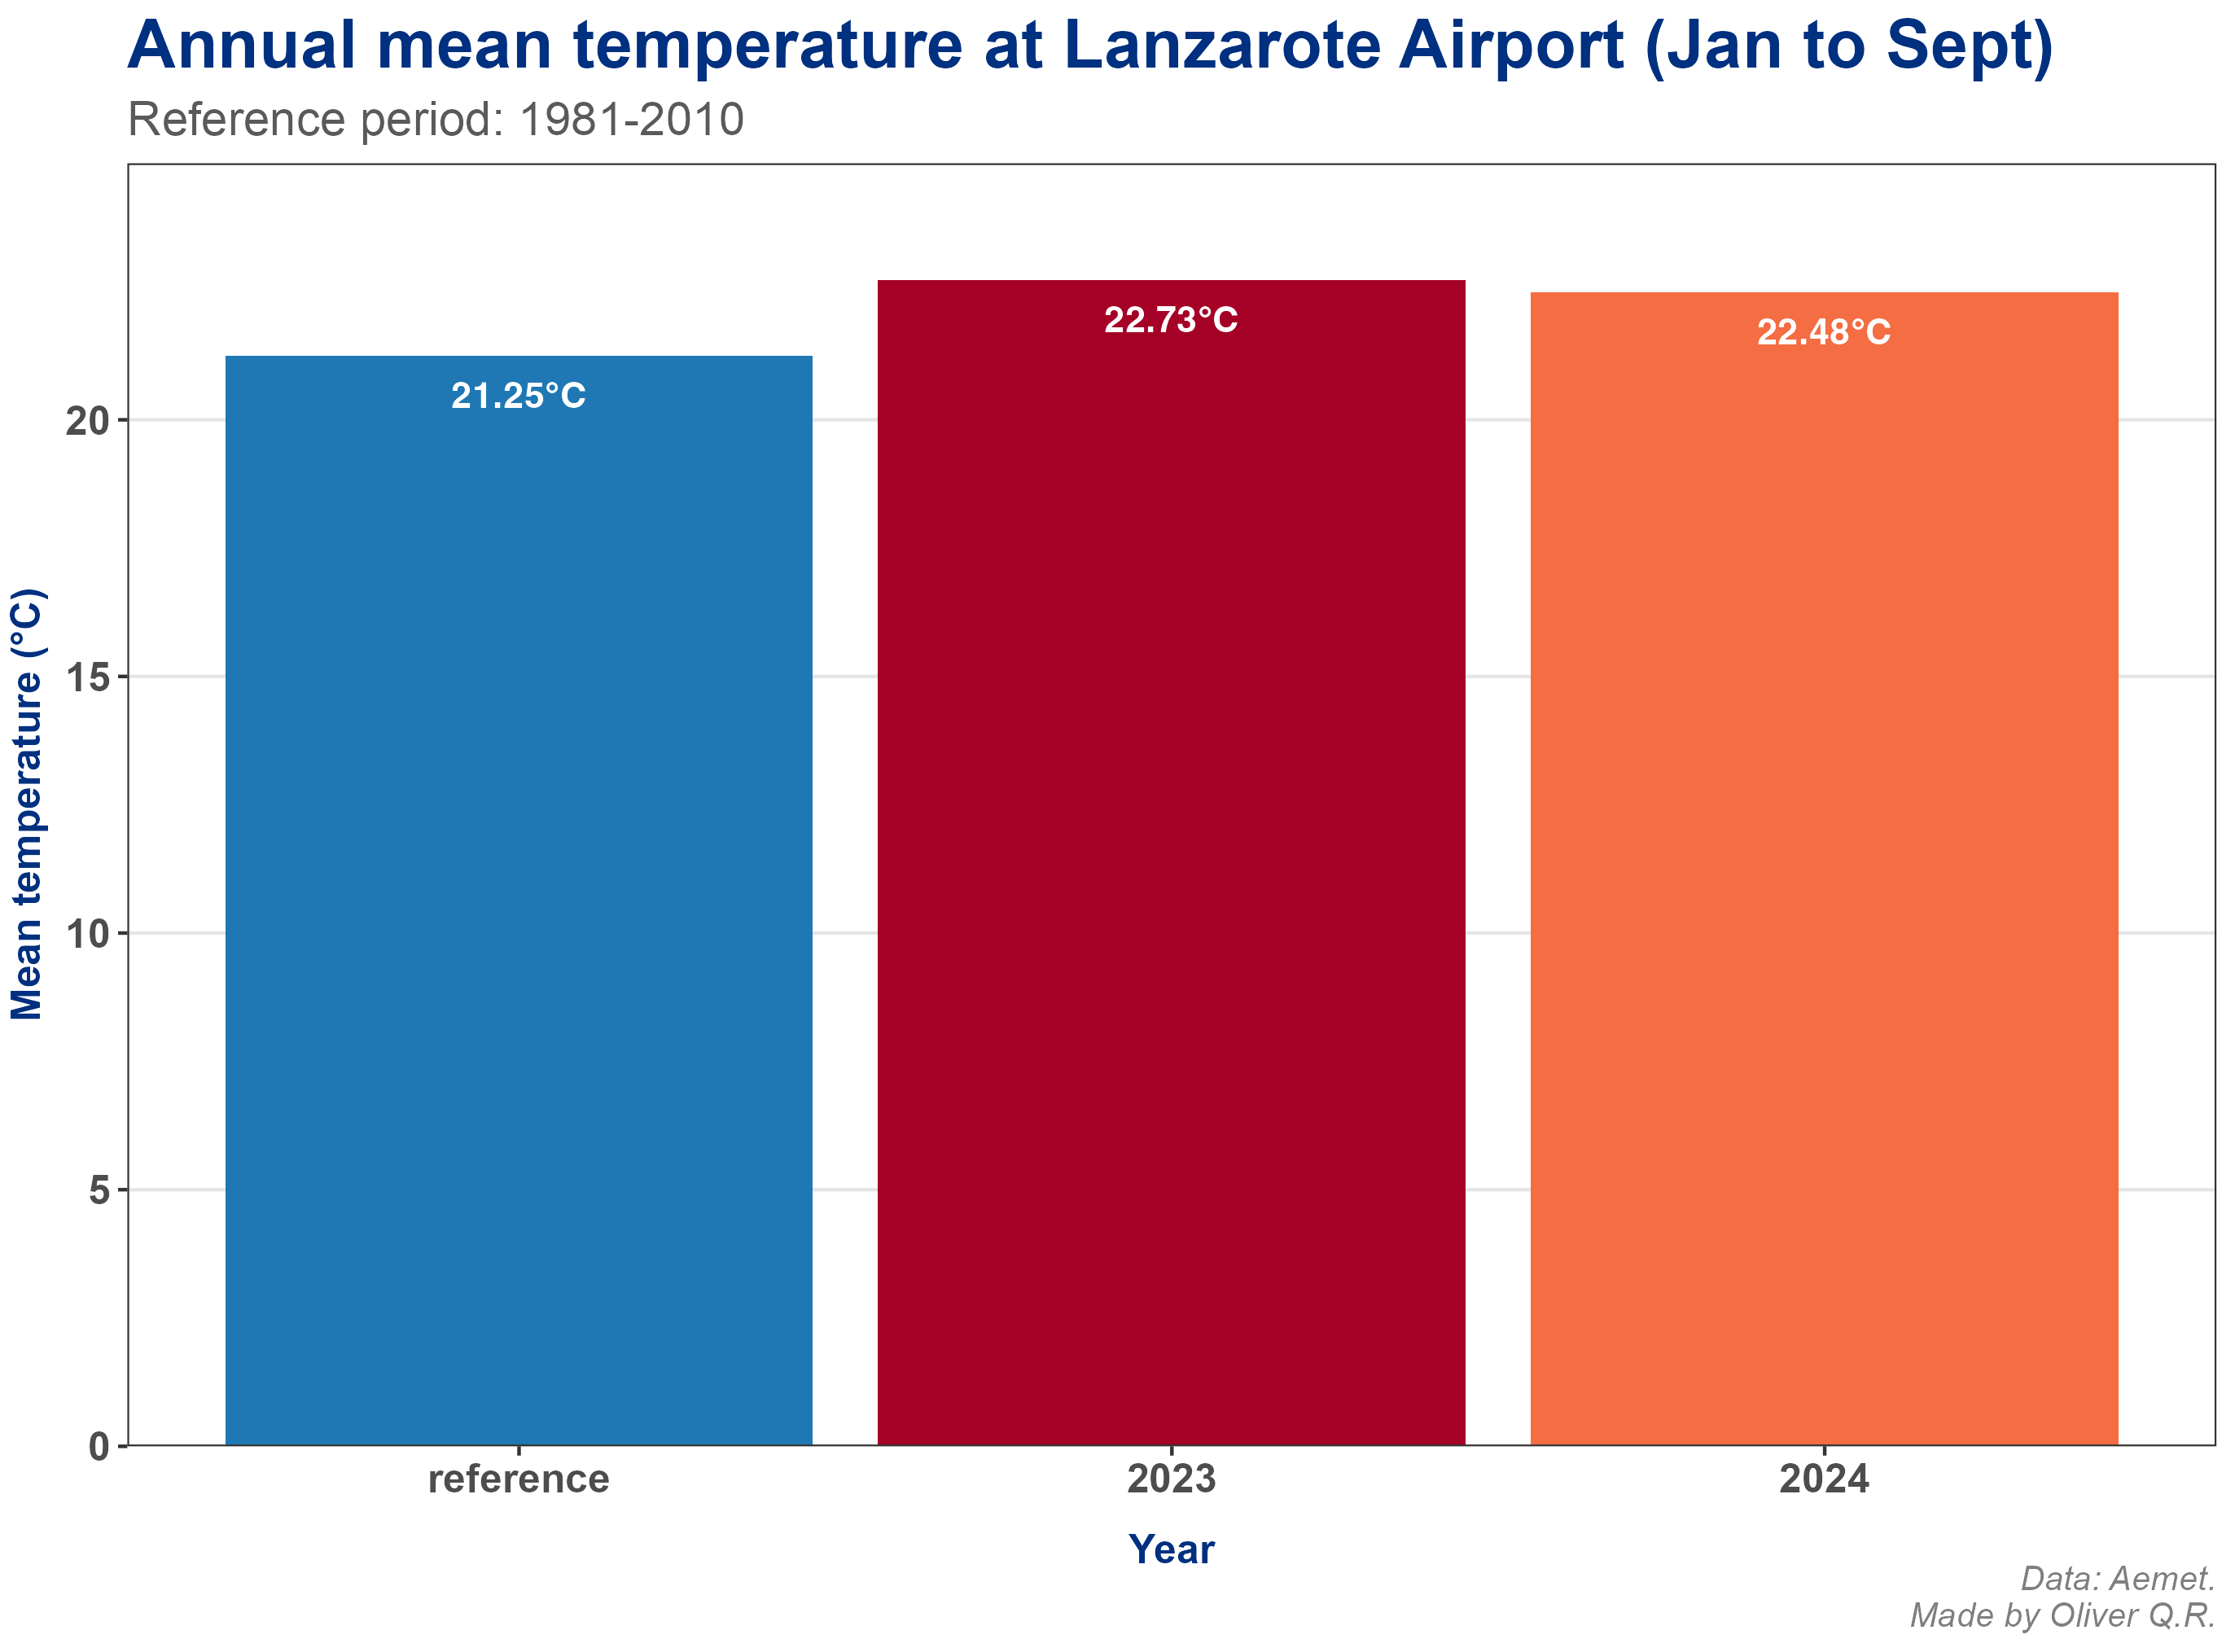 Annual mean temperature at Lanzarote Airport (Jan to Sept)
Reference period: 1981-2010
Mean temperature (°C)
20
15
10
5
0
21.25°C
22.73°C
22.48°C
reference
2023
2024
Year
Data: Aemet.
Made by Oliver Q.R.